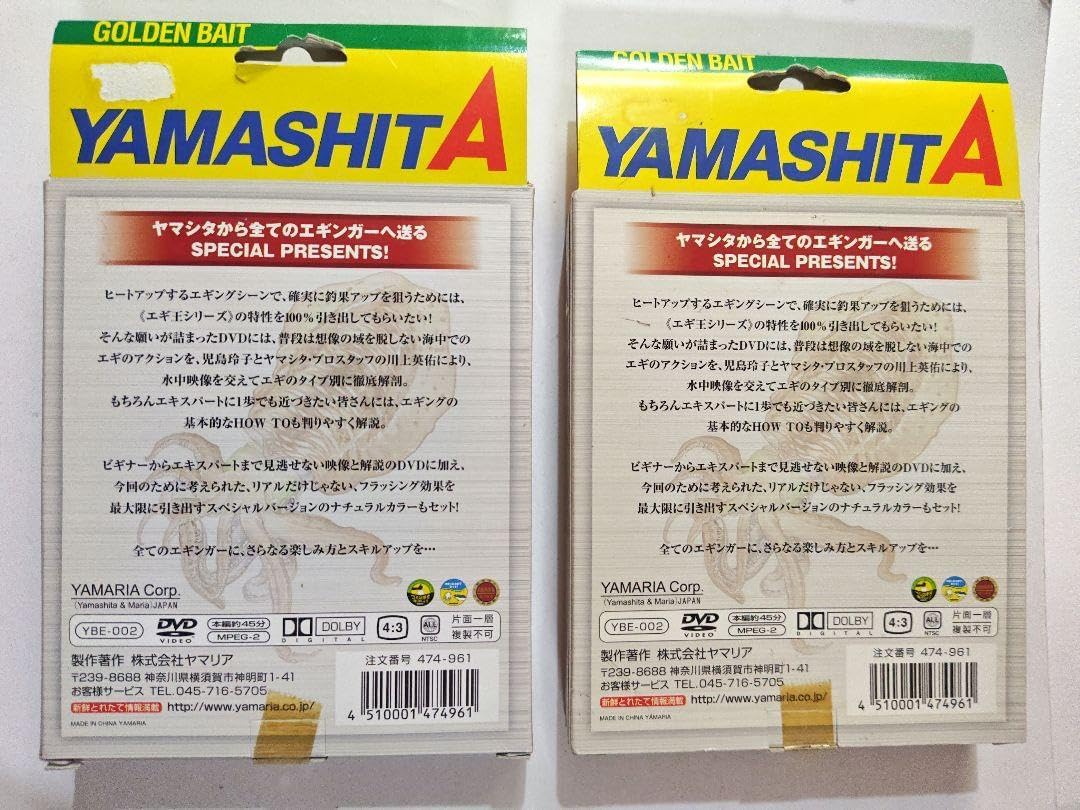 GOLDEN BAIT
YAMASHITA
ヤマシタから全てのエギンガーへ送る
SPECIAL PRESENTS!
ヒートアップするエギングシーンで、確実に釣果アップを狙うためには、
《エギ王シリーズ》の特性を100%引き出してもらいたい!
そんな願いが詰まったDVDには、普段は想像の域を脱しない海中での
エギのアクションを、児島玲子とヤマシタ・プロスタッフの川上英佑により、
水中映像を交えてエギのタイプ別に徹底解剖。
もちろんエキスパートに1歩でも近づきたい皆さんには、エギングの
基本的なHOW TOも判りやすく解説。
ビギナーからエキスパートまで見逃せない映像と解説のDVDに加え、
今回のために考えられた、リアルだけじゃない、フラッシング効果を
最大限に引き出すスペシャルバージョンのナチュラルカラーもセット!
全てのエギンガーに、さらなる楽しみ方とスキルアップを…
YAMARIA Corp.
(Yamashita & Maria)JAPAN
YBE-002 DVD VIDEO 本編約45分 MPEG-2 DOLBY DIGITAL 4:3 ALL NTSC 片面一層 複製不可
製作著作 株式会社ヤマリア
〒239-8688 神奈川県横須賀市神明町1-41
お客様サービス TEL.045-716-5705
新鮮とれたて情報満載 http://www.yamaria.co.jp/
MADE IN CHINA YAMARIA
注文番号 474-961
4 510001 474961
GOLDEN BAIT
YAMASHITA
ヤマシタから全てのエギンガーへ送る
SPECIAL PRESENTS!
ヒートアップするエギングシーンで、確実に釣果アップを狙うためには、
《エギ王シリーズ》の特性を100%引き出してもらいたい!
そんな願いが詰まったDVDには、普段は想像の域を脱しない海中での
エギのアクションを、児島玲子とヤマシタ・プロスタッフの川上英佑により、
水中映像を交えてエギのタイプ別に徹底解剖。
もちろんエキスパートに1歩でも近づきたい皆さんには、エギングの
基本的なHOW TOも判りやすく解説。
ビギナーからエキスパートまで見逃せない映像と解説のDVDに加え、
今回のために考えられた、リアルだけじゃない、フラッシング効果を
最大限に引き出すスペシャルバージョンのナチュラルカラーもセット!
全てのエギンガーに、さらなる楽しみ方とスキルアップを…
YAMARIA Corp.
(Yamashita & Maria)JAPAN
YBE-002 DVD VIDEO 本編約45分 MPEG-2 DOLBY DIGITAL 4:3 ALL NTSC 片面一層 複製不可
製作著作 株式会社ヤマリア
〒239-8688 神奈川県横須賀市神明町1-41
お客様サービス TEL.045-716-5705
新鮮とれたて情報満載 http://www.yamaria.co.jp/
MADE IN CHINA YAMARIA
注文番号 474-961
4 510001 474961